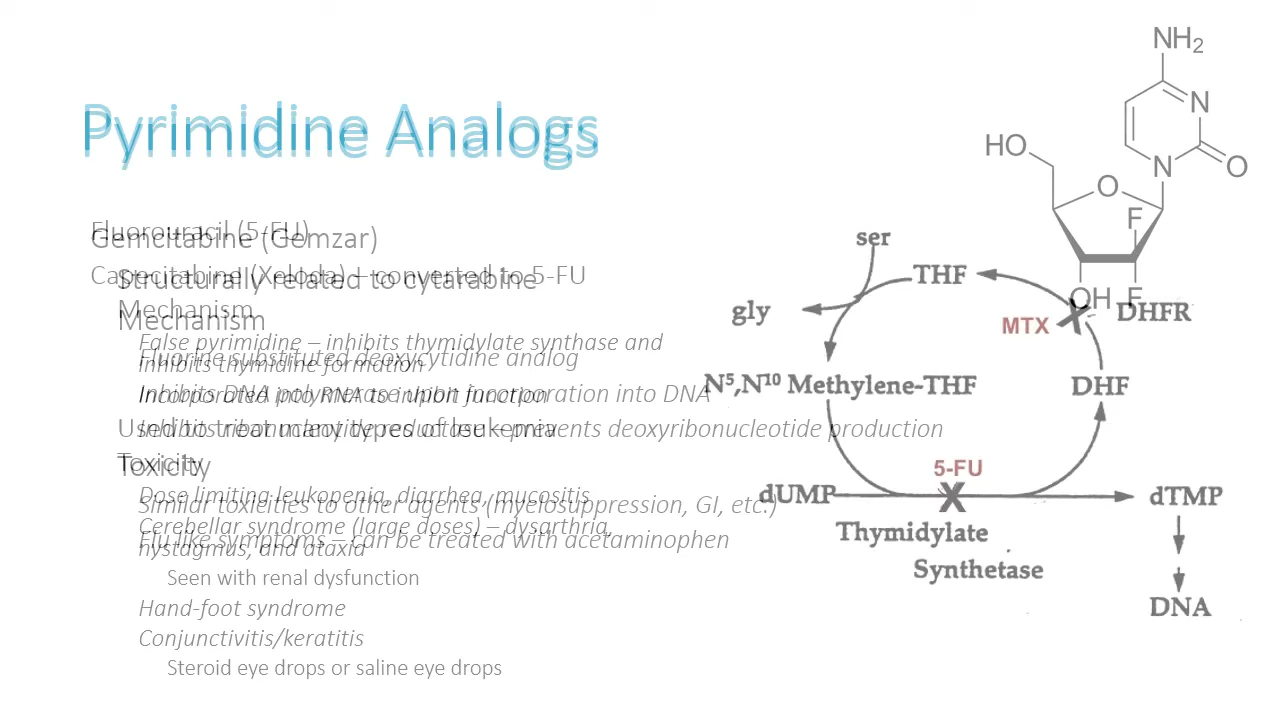 Pyrimidine Analogs
Fluorouracil (5-FU)
Gemcitabine (Gemzar)
Capecitabine (Xeloda) – converted to 5-FU
Structurally related to cytarabine
Mechanism
Mechanism
False pyrimidine – inhibits thymidylate synthase and
inhibits thymidine formation
Fluorine substituted deoxycytidine analog
Incorporated into RNA to inhibit function
Inhibits DNA polymerase upon incorporation into DNA
Used to treat many types of leukemia
Inhibits ribonucleotide reductase – prevents deoxyribonucleotide production
Toxicity
Toxicity
Dose limiting leukopenia, diarrhea, mucositis
Similar toxicities to other agents (myelosuppression, GI, etc.)
Cerebellar syndrome (large doses) – dysarthria,
nystagmus, and ataxia
Flu like symptoms – can be treated with acetaminophen
Seen with renal dysfunction
Hand-foot syndrome
Conjunctivitis/keratitis
Steroid eye drops or saline eye drops
NH2
N
HO
N
O
O
F
OH
F
ser
THF
gly
MTX
DHFR
N5,N10 Methylene-THF
DHF
5-FU
dUMP
dTMP
Thymidylate
Synthetase
DNA